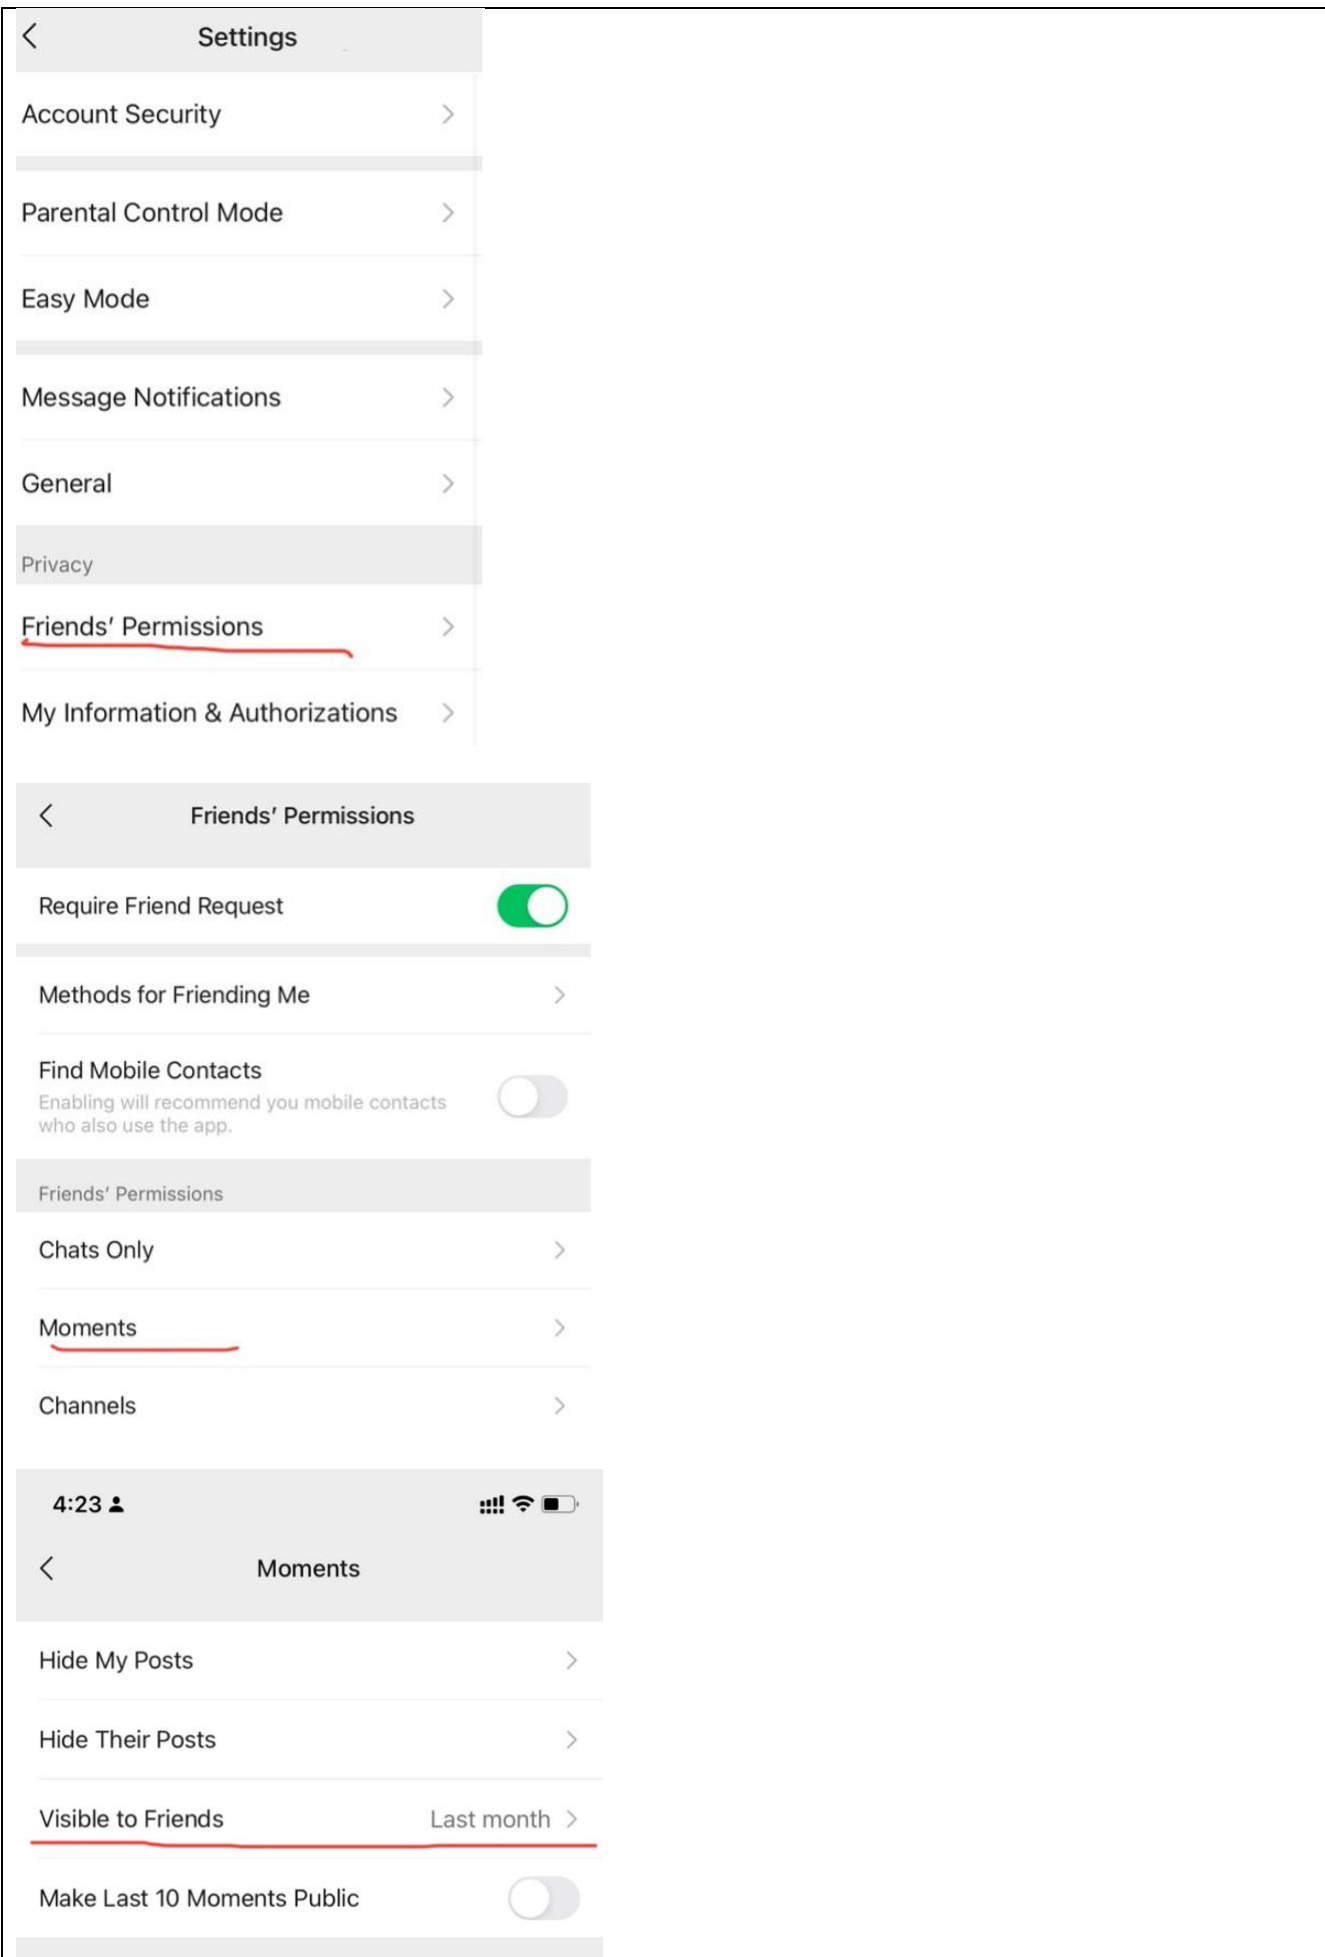 Settings
Account Security
Parental Control Mode
Easy Mode
Message Notifications
General
Privacy
Friends’ Permissions
My Information & Authorizations
Friends’ Permissions
Require Friend Request
Methods for Friending Me
Find Mobile Contacts
Enabling will recommend you mobile contacts
who also use the app.
Friends’ Permissions
Chats Only
Moments
Channels
4:23
Moments
Hide My Posts
Hide Their Posts
Visible to Friends Last month
Make Last 10 Moments Public